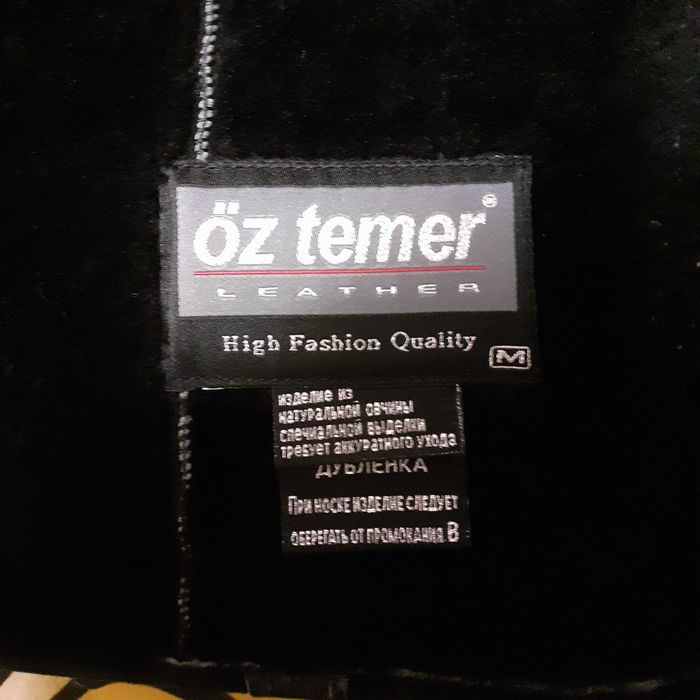 öz temer®
LEATHER
High Fashion Quality
M
изделие из
натуральной овчины
специальной выделки
требует аккуратного ухода
ДУБЛЕНКА
ПРИ НОСКЕ ИЗДЕЛИЕ СЛЕДУЕТ
ОБЕРЕГАТЬ ОТ ПРОМОКАНИЯ В